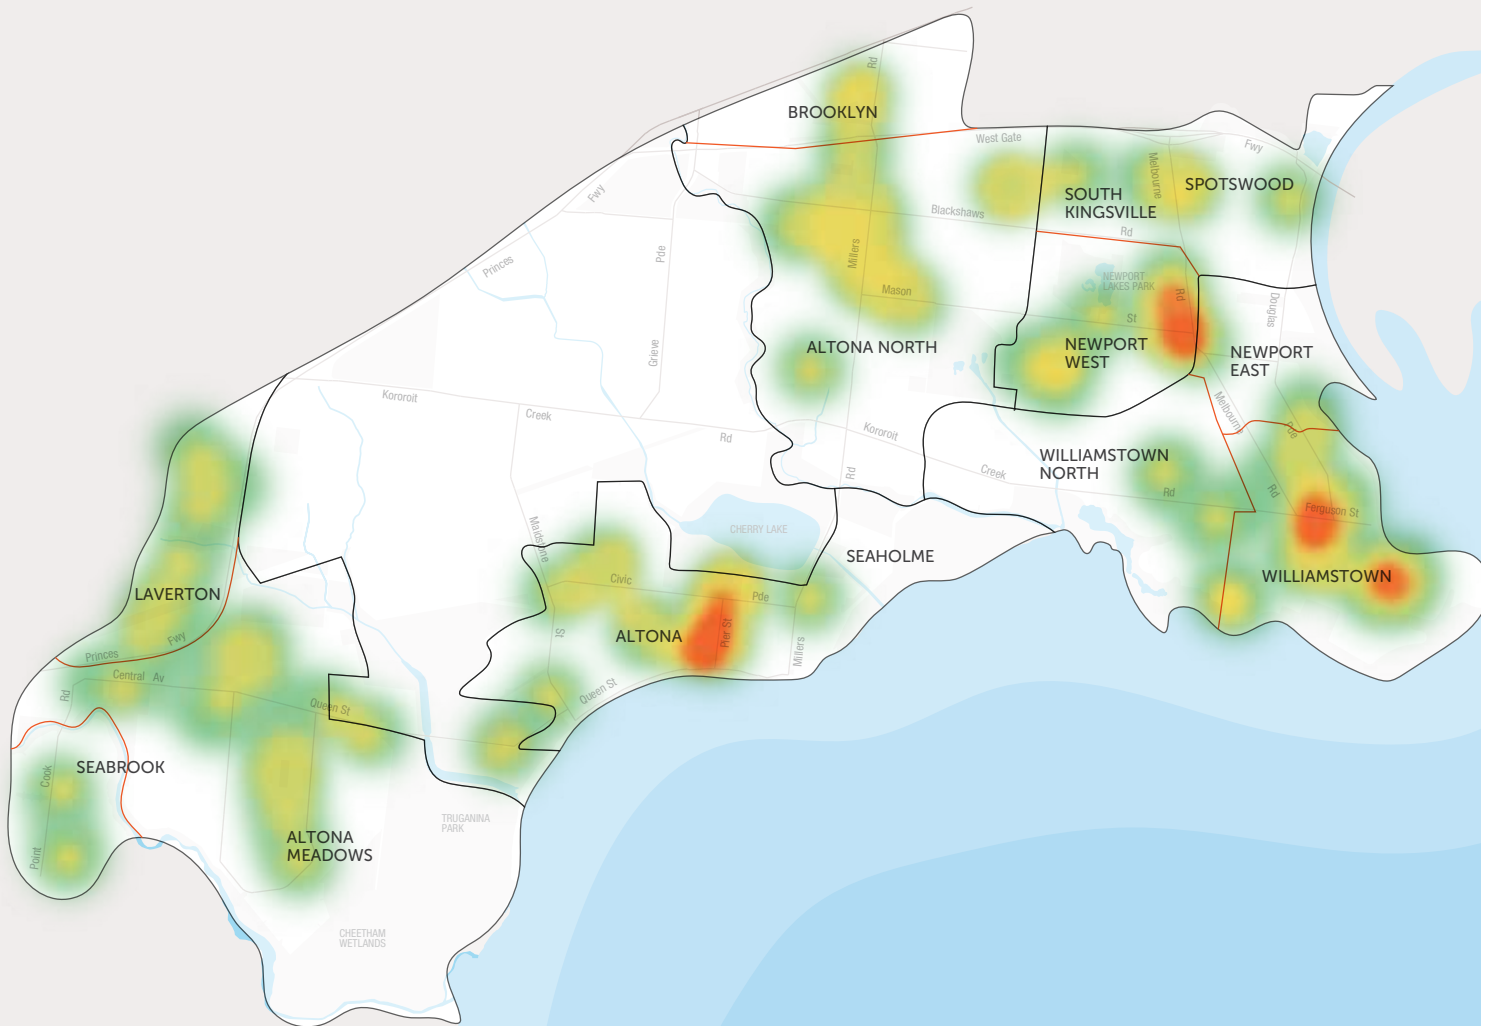 Rd
BROOKLYN
West Gate
Fwy
Melbourne
SPOTSWOOD
SOUTH
KINGSVILLE
Fwy
Blackshaws
Rd
Princes
Pde
Millers
NEWPORT
LAKES PARK
Rd
Mason
St
Douglas
Grieve
ALTONA NORTH
NEWPORT
WEST
NEWPORT
EAST
Kororoit
Creek
Rd
Kororoit
Creek
Rd
Melbourne
Pde
WILLIAMSTOWN
NORTH
Rd
Rd
Ferguson St
Maidstone
CHERRY LAKE
SEAHOLME
Civic
Pde
WILLIAMSTOWN
LAVERTON
St
ALTONA
Pier St
Millers
Princes
Fwy
Central Av
Rd
Queen St
Queen St
SEABROOK
Cook
Point
ALTONA
MEADOWS
TRUGANINA
PARK
CHEETHAM
WETLANDS